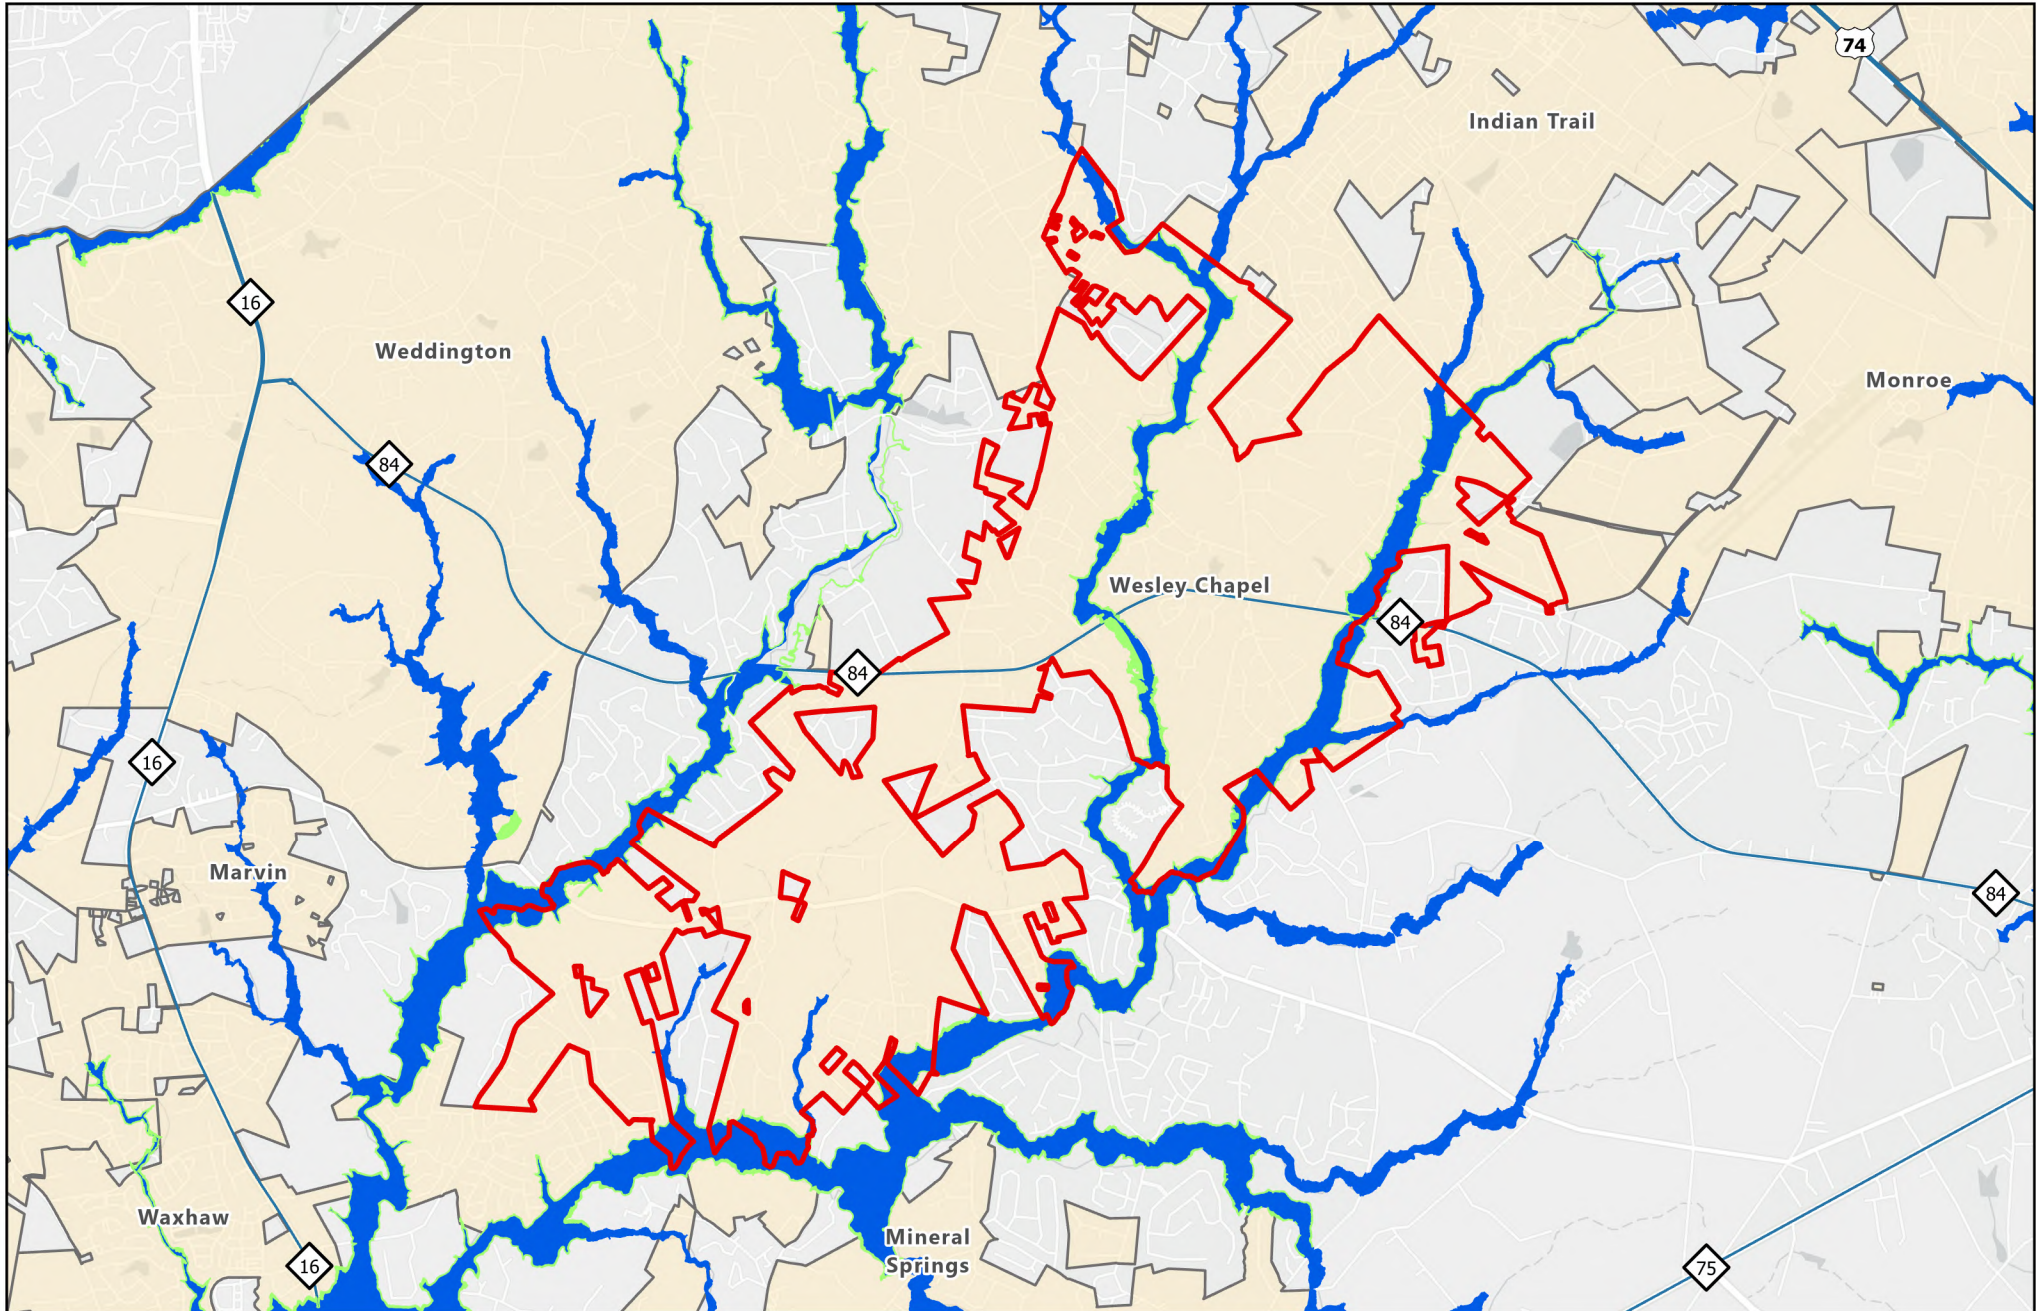 74
Indian Trail
16
Weddington
Monroe
84
Wesley Chapel
84
84
16
Marvin
84
Waxhaw
Mineral
Springs
16
75